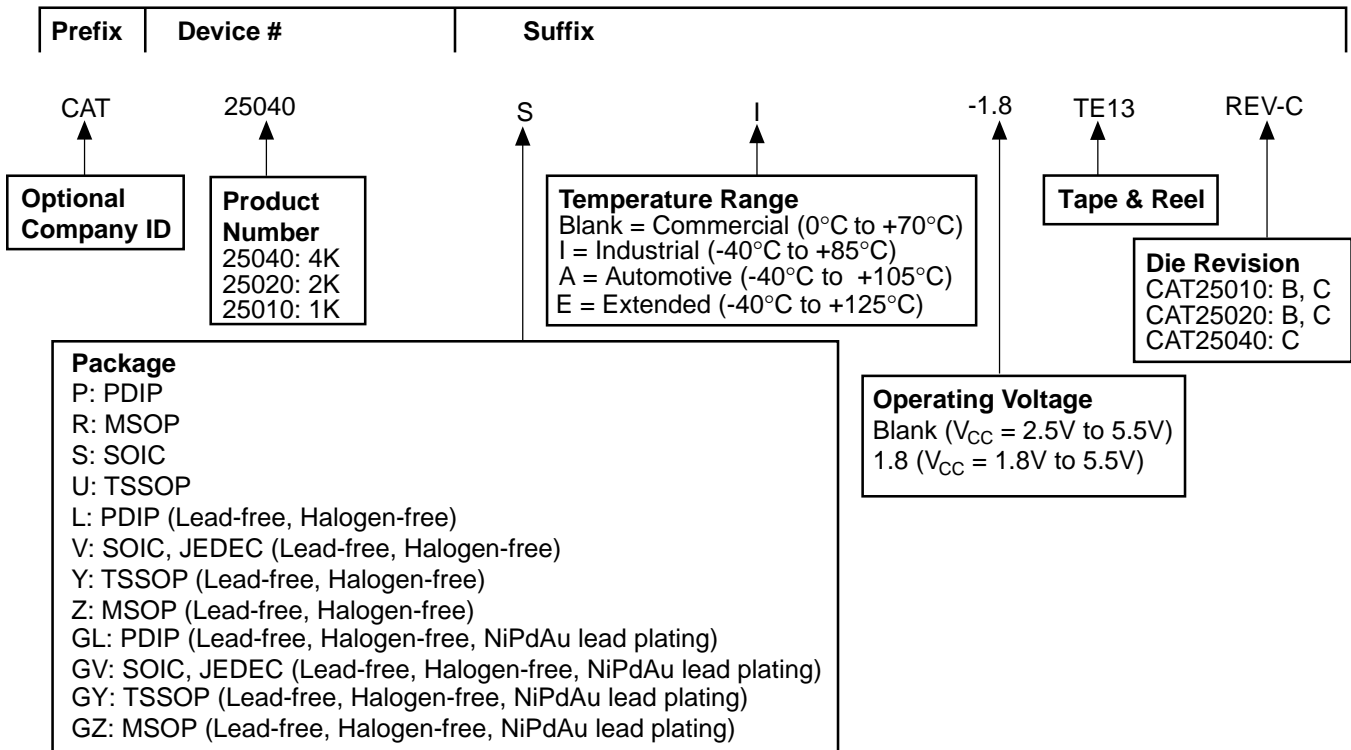 Prefix Device # Suffix
CAT 25040 S I -1.8 TE13 REV-C
Optional
Company ID
Product
Number
25040: 4K
25020: 2K
25010: 1K
Temperature Range
Blank = Commercial (0°C to +70°C)
I = Industrial (-40°C to +85°C)
A = Automotive (-40°C to +105°C)
E = Extended (-40°C to +125°C)
Tape & Reel
Die Revision
CAT25010: B, C
CAT25020: B, C
CAT25040: C
Package
P: PDIP
R: MSOP
S: SOIC
U: TSSOP
L: PDIP (Lead-free, Halogen-free)
V: SOIC, JEDEC (Lead-free, Halogen-free)
Y: TSSOP (Lead-free, Halogen-free)
Z: MSOP (Lead-free, Halogen-free)
GL: PDIP (Lead-free, Halogen-free, NiPdAu lead plating)
GV: SOIC, JEDEC (Lead-free, Halogen-free, NiPdAu lead plating)
GY: TSSOP (Lead-free, Halogen-free, NiPdAu lead plating)
GZ: MSOP (Lead-free, Halogen-free, NiPdAu lead plating)
Operating Voltage
Blank (VCC = 2.5V to 5.5V)
1.8 (VCC = 1.8V to 5.5V)